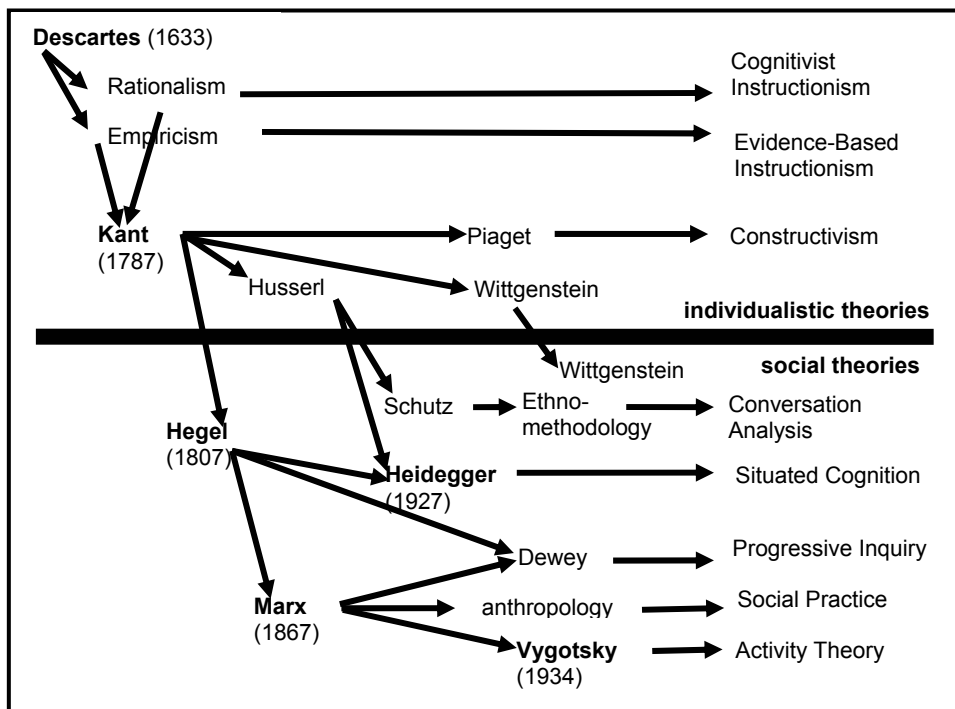 Descartes (1633)
Rationalism
Cognitivist
Instructionism
Empiricism
Evidence-Based
Instructionism
Kant
(1787)
Piaget
Constructivism
Husserl
Wittgenstein
individualistic theories
social theories
Wittgenstein
Schutz
Ethno-
methodology
Conversation
Analysis
Hegel
(1807)
Heidegger
(1927)
Situated Cognition
Dewey
Progressive Inquiry
Marx
(1867)
anthropology
Social Practice
Vygotsky
(1934)
Activity Theory